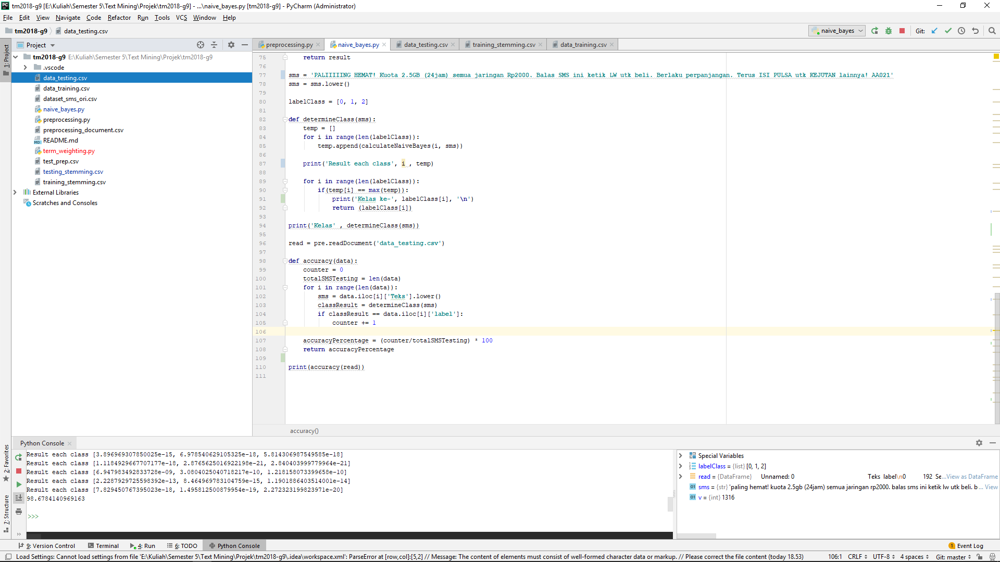 tm2018-g9 [E:\Kuliah\Semester 5\Text Mining\Projek\tm2018-g9] - ...\naive_bayes.py [tm2018-g9] - PyCharm (Administrator)
File Edit View Navigate Code Refactor Run Tools VCS Window Help
tm2018-g9 data_testing.csv
naive_bayes Git:
Project
preprocessing.py naive_bayes.py data_testing.csv training_stemming.csv data_training.csv
1: Project
tm2018-g9 E:\Kuliah\Semester 5\Text Mining\Projek\tm2018-g9
.vscode
data_testing.csv
data_training.csv
dataset_sms_ori.csv
naive_bayes.py
preprocessing.py
preprocessing_document.csv
README.md
term_weighting.py
test_prep.csv
testing_stemming.csv
training_stemming.csv
External Libraries
Scratches and Consoles
75 return result
76
77 sms = 'PALIIIIING HEMAT! Kuota 2.5GB (24jam) semua jaringan Rp2000. Balas SMS ini ketik LW utk beli. Berlaku perpanjangan. Terus ISI PULSA utk KEJUTAN lainnya! AA021'
78 sms = sms.lower()
79
80 labelClass = [0, 1, 2]
81
82 def determineClass(sms):
83 temp = []
84 for i in range(len(labelClass)):
85 temp.append(calculateNaiveBayes(i, sms))
86
87 print('Result each class', i , temp)
88
89 for i in range(len(labelClass)):
90 if(temp[i] == max(temp)):
91 print('Kelas ke-', labelClass[i], '\n')
92 return (labelClass[i])
93
94 print('Kelas' , determineClass(sms))
95
96 read = pre.readDocument('data_testing.csv')
97
98 def accuracy(data):
99 counter = 0
100 totalSMSTesting = len(data)
101 for i in range(len(data)):
102 sms = data.iloc[i]['Teks'].lower()
103 classResult = determineClass(sms)
104 if classResult == data.iloc[i]['label']:
105 counter += 1
106
107 accuracyPercentage = (counter/totalSMSTesting) * 100
108 return accuracyPercentage
109
110 print(accuracy(read))
111
accuracy()
2: Favorites
7: Structure
Python Console
Result each class [3.896969307850025e-15, 6.978540629105325e-18, 5.814306987549585e-18]
Result each class [1.1184929667707177e-18, 2.8765625016922198e-21, 2.840403999779964e-21]
Result each class [6.947983492833728e-09, 3.0804025040718217e-10, 1.218158073399658e-10]
Result each class [2.2287929725598392e-13, 8.464969783104759e-15, 1.1901886403514001e-14]
Result each class [7.829450767395023e-18, 1.495812500879954e-19, 2.272323199823971e-20]
98.6784140969163
>>>
Special Variables
labelClass = {list} [0, 1, 2]
read = {DataFrame} Unnamed: 0 Teks label\n0 192 Se...View as DataFrame
sms = {str} 'paling hemat! kuota 2.5gb (24jam) semua jaringan rp2000. balas sms ini ketik lw utk beli. b... View
v = {int} 1316
9: Version Control Terminal 4: Run 6: TODO Python Console
1 Event Log
Load Settings: Cannot load settings from file 'E:\Kuliah\Semester 5\Text Mining\Projek\tm2018-g9\.idea\workspace.xml': ParseError at [row,col]:[5,2] // Message: The content of elements must consist of well-formed character data or markup. // Please correct the file content (today 18.53)
106:1 CRLF UTF-8 4 spaces Git: master